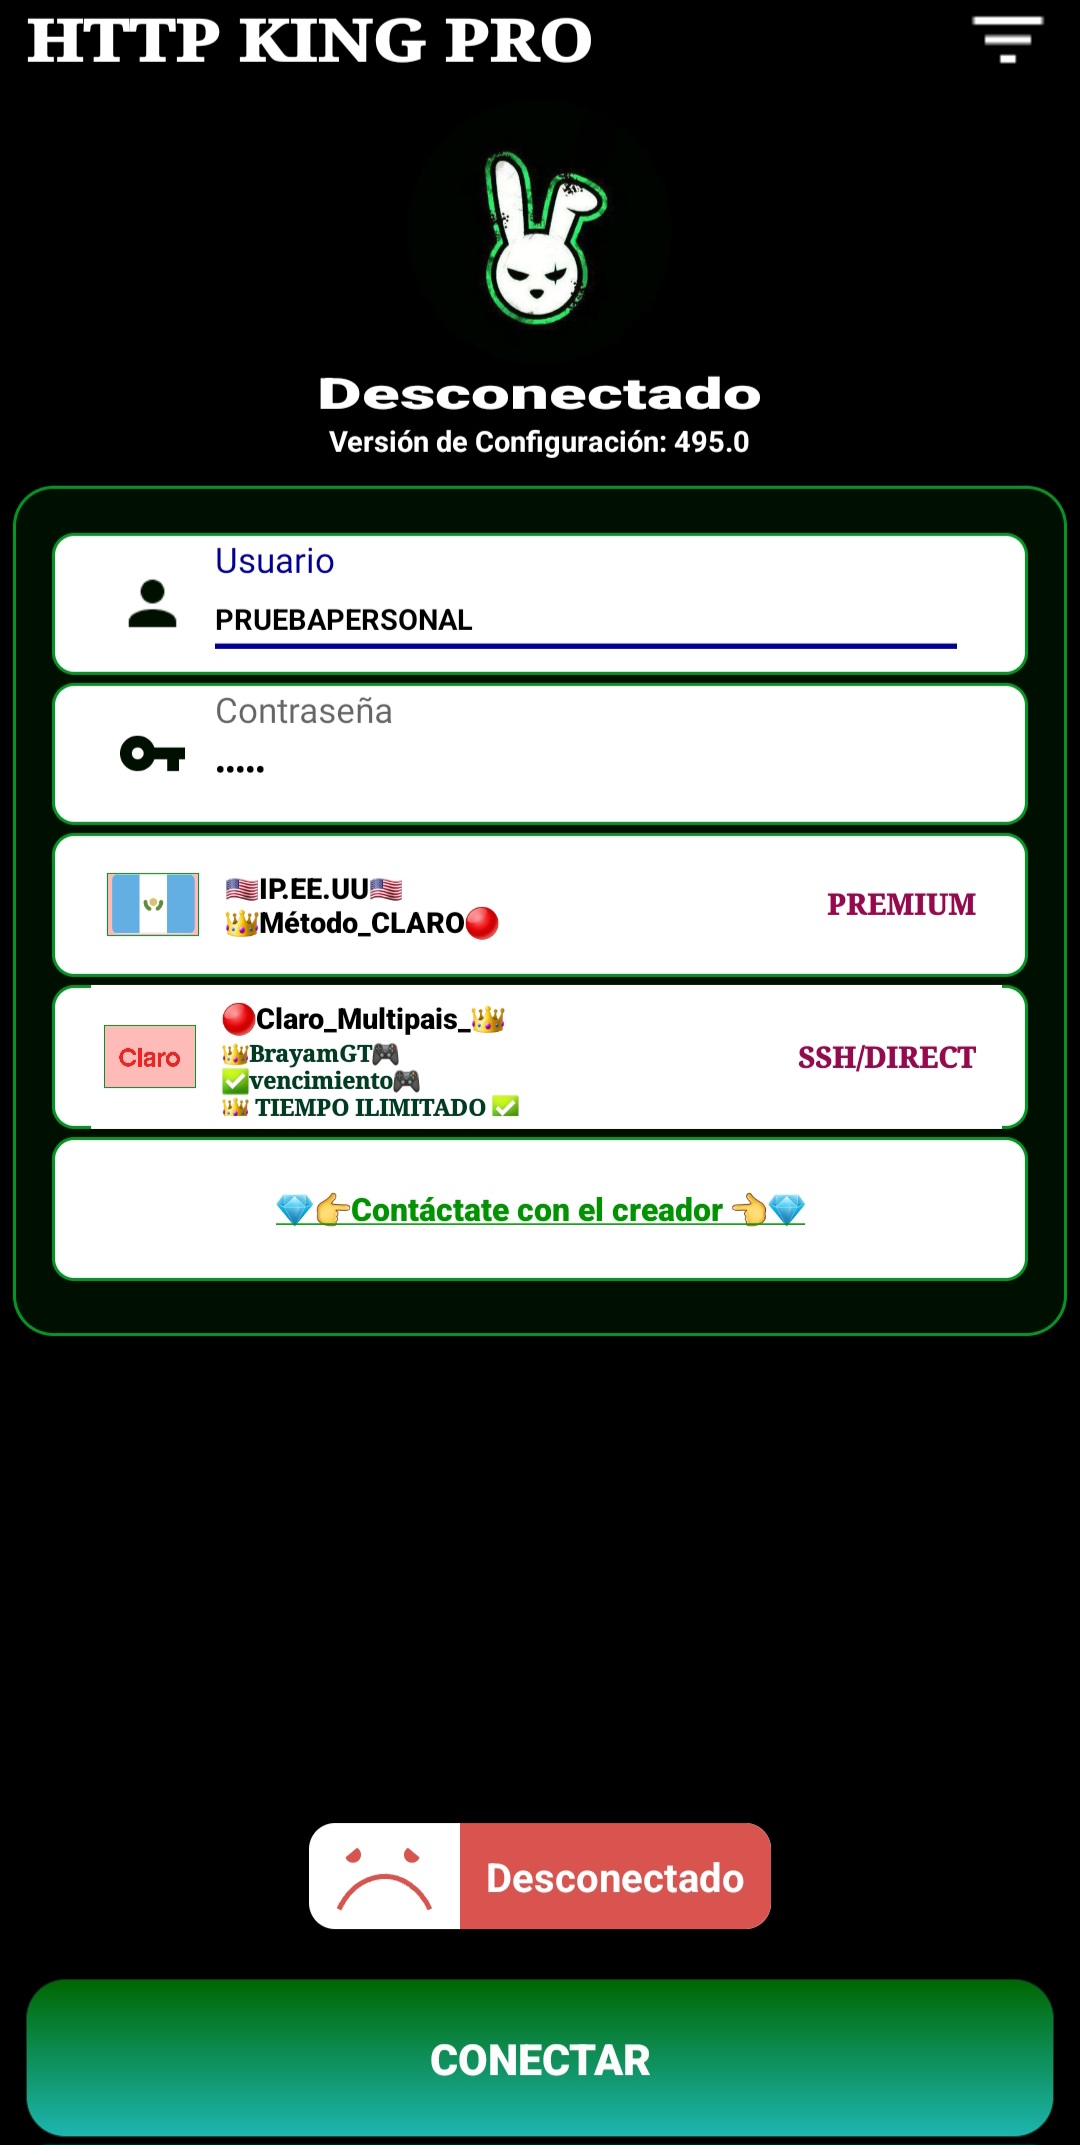 HTTP KING PRO
Desconectado
Versión de Configuración: 495.0
Usuario
PRUEBAPERSONAL
Contraseña
•••••
🇺🇸IP.EE.UU🇺🇸
👑Método_CLARO🔴
PREMIUM
Claro
🔴Claro_Multipais_👑
👑BrayamGT🎮
✅vencimiento🎮
👑 TIEMPO ILIMITADO ✅
SSH/DIRECT
💎👉Contáctate con el creador 👈💎
Desconectado
CONECTAR